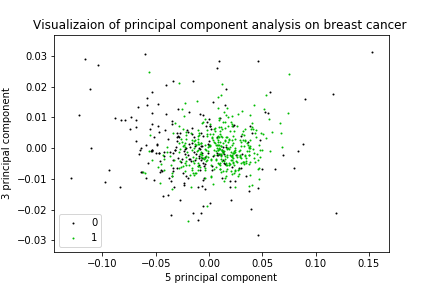 Visualizaion of principal component analysis on breast cancer
3 principal component
0.03
0.02
0.01
0.00
−0.01
−0.02
−0.03
0
1
−0.10 −0.05 0.00 0.05 0.10 0.15
5 principal component